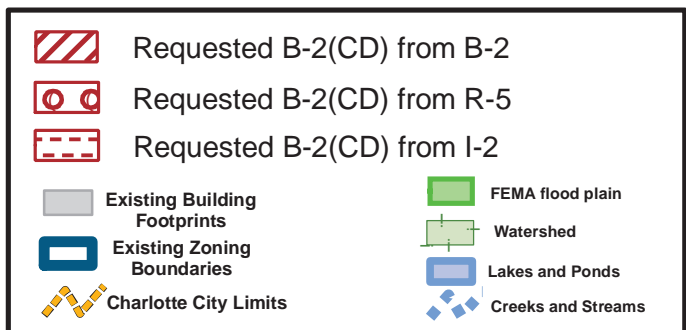 Requested B-2(CD) from B-2
Requested B-2(CD) from R-5
Requested B-2(CD) from I-2
Existing Building
Footprints
Existing Zoning
Boundaries
Charlotte City Limits
FEMA flood plain
Watershed
Lakes and Ponds
Creeks and Streams